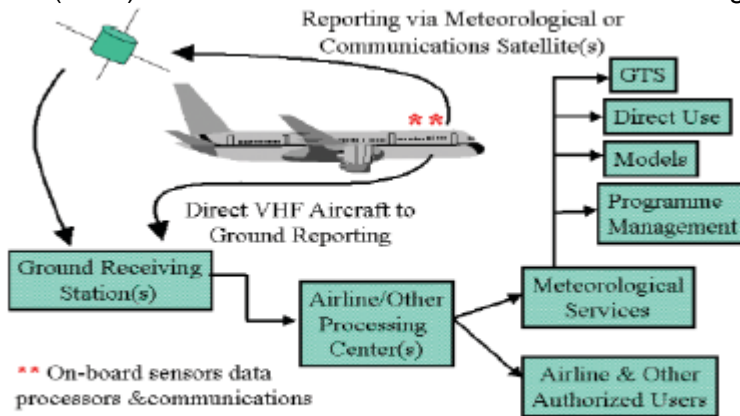 Reporting via Meteorological or
Communications Satellite(s)
GTS
Direct Use
Models
Programme
Management
**
Direct VHF Aircraft to
Ground Reporting
Ground Receiving
Station(s)
Airline/Other
Processing
Center(s)
Meteorological
Services
Airline & Other
Authorized Users
** On-board sensors data
processors &communications